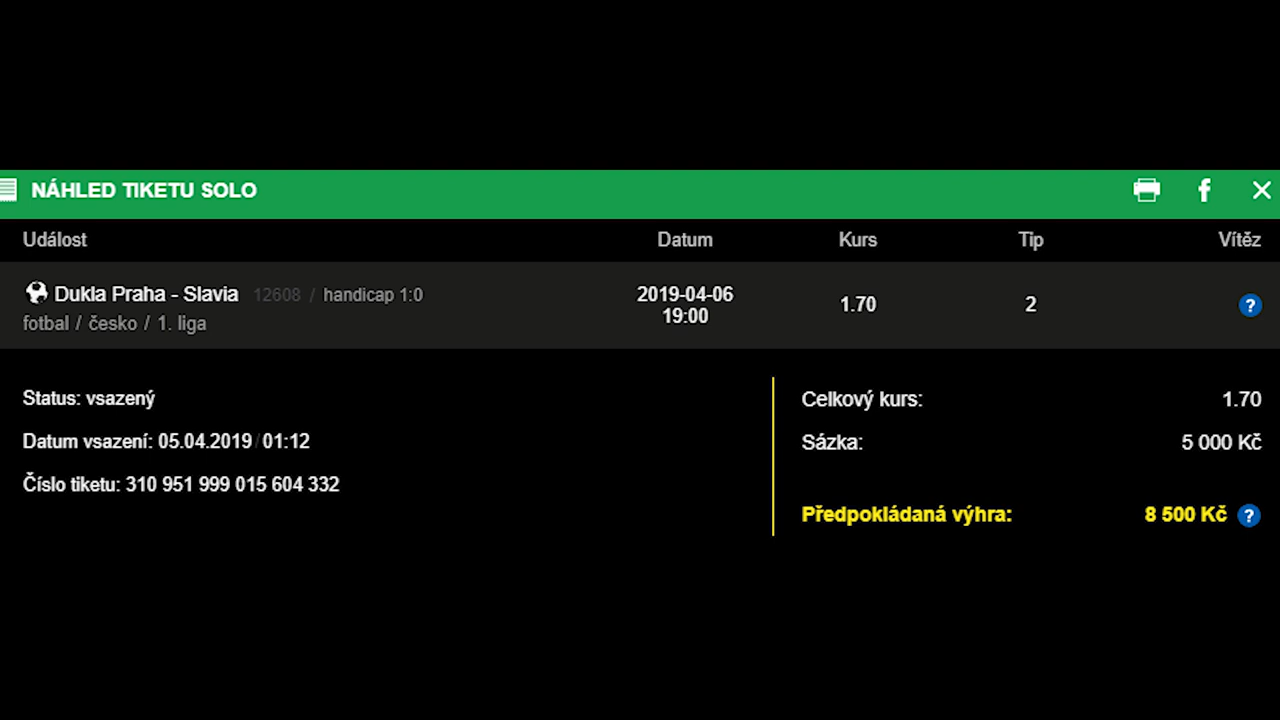 NÁHLED TIKETU SOLO
Událost Datum Kurs Tip Vítěz
Dukla Praha - Slavia 12608 / handicap 1:0 2019-04-06 19:00 1.70 2 ?
fotbal / česko / 1. liga
Status: vsazený
Datum vsazení: 05.04.2019 / 01:12
Číslo tiketu: 310 951 999 015 604 332
Celkový kurs: 1.70
Sázka: 5 000 Kč
Předpokládaná výhra: 8 500 Kč ?